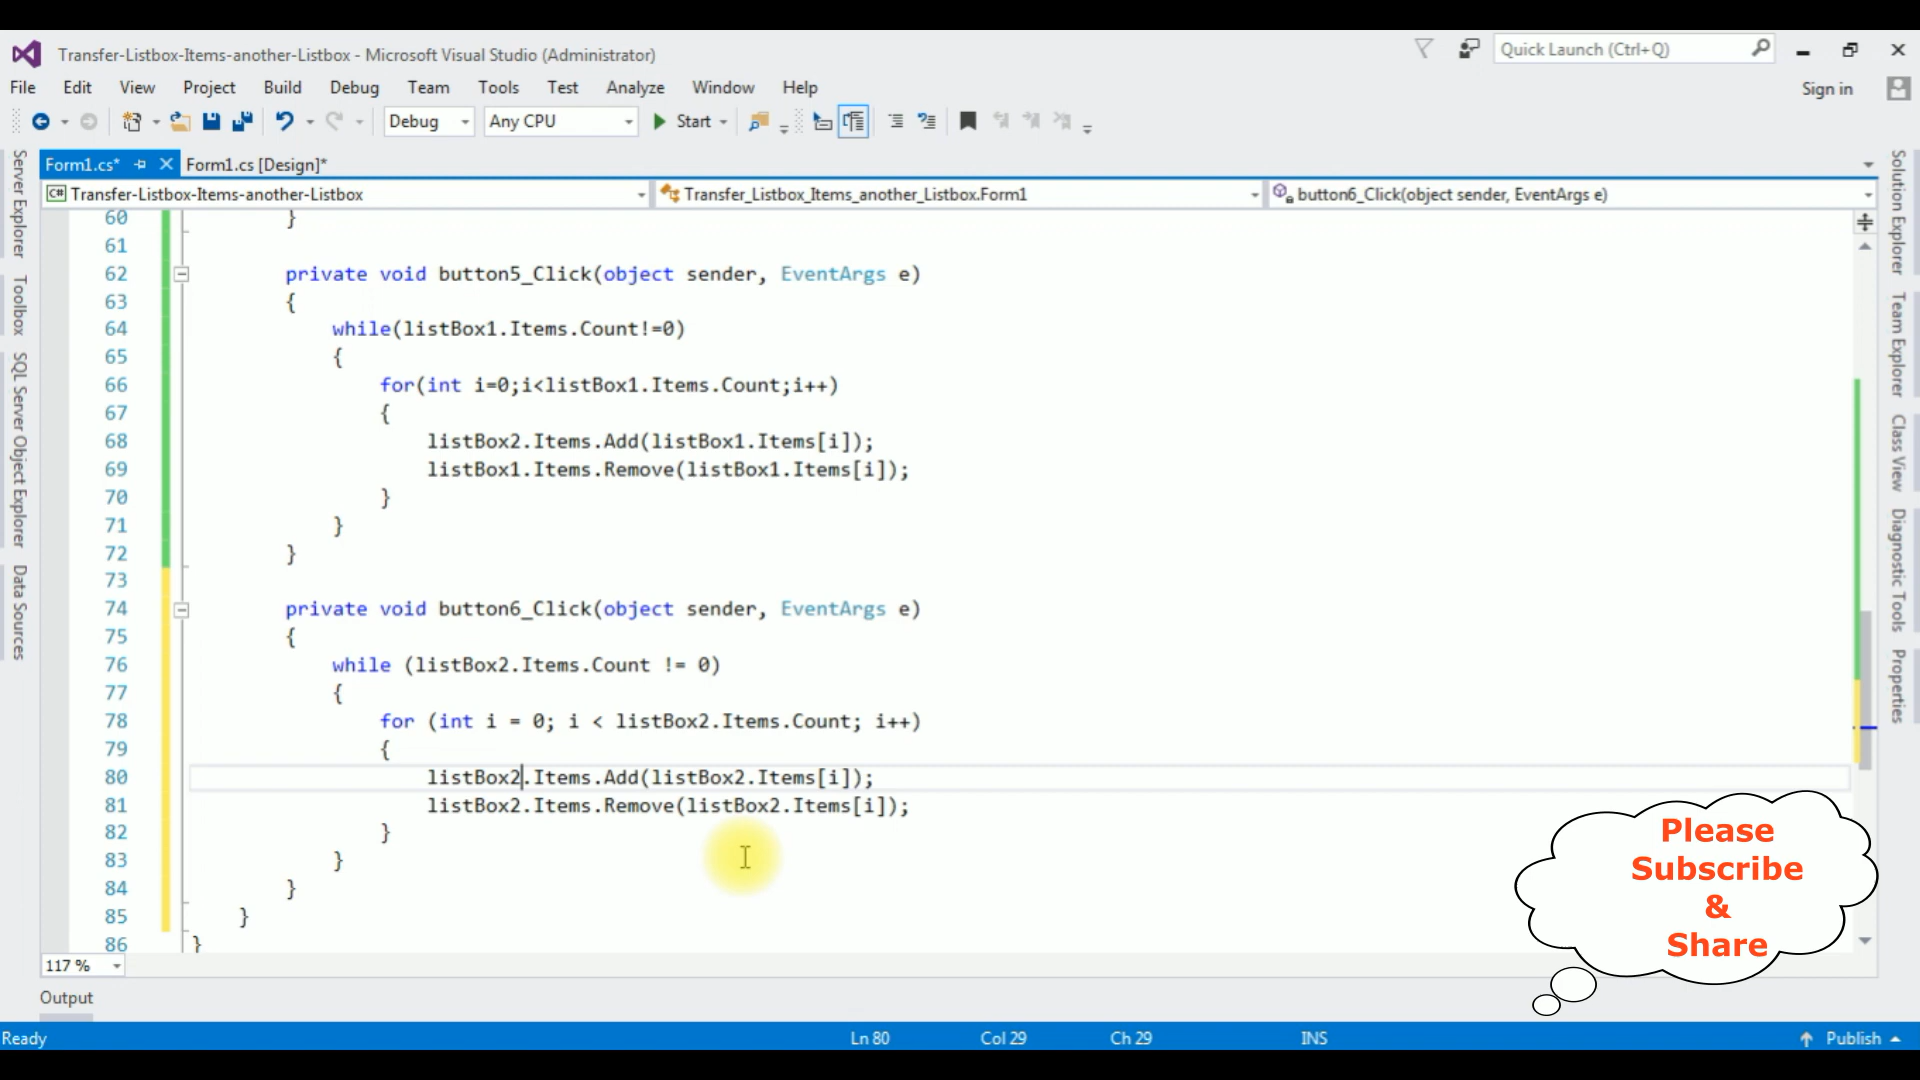 Transfer-Listbox-Items-another-Listbox - Microsoft Visual Studio (Administrator)
Quick Launch (Ctrl+Q)
File Edit View Project Build Debug Team Tools Test Analyze Window Help
Sign in
Debug Any CPU Start
Form1.cs* Form1.cs [Design]*
C# Transfer-Listbox-Items-another-Listbox Transfer_Listbox_Items_another_Listbox.Form1 button6_Click(object sender, EventArgs e)
Server Explorer
Toolbox
SQL Server Object Explorer
Data Sources
60 }
61
62 private void button5_Click(object sender, EventArgs e)
63 {
64 while(listBox1.Items.Count!=0)
65 {
66 for(int i=0;i<listBox1.Items.Count;i++)
67 {
68 listBox2.Items.Add(listBox1.Items[i]);
69 listBox1.Items.Remove(listBox1.Items[i]);
70 }
71 }
72 }
73
74 private void button6_Click(object sender, EventArgs e)
75 {
76 while (listBox2.Items.Count != 0)
77 {
78 for (int i = 0; i < listBox2.Items.Count; i++)
79 {
80 listBox2.Items.Add(listBox2.Items[i]);
81 listBox2.Items.Remove(listBox2.Items[i]);
82 }
83 }
84 }
85 }
86 }
Solution Explorer
Team Explorer
Class View
Diagnostic Tools
Properties
Please
Subscribe
&
Share
117 %
Output
Ready Ln 80 Col 29 Ch 29 INS Publish